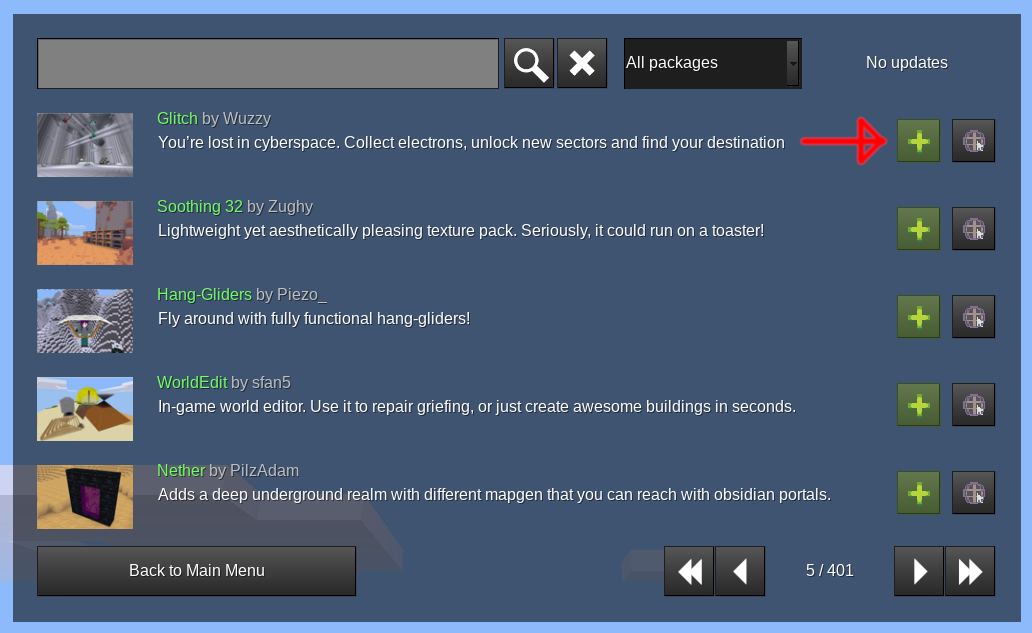 All packages
No updates
Glitch by Wuzzy
You’re lost in cyberspace. Collect electrons, unlock new sectors and find your destination
Soothing 32 by Zughy
Lightweight yet aesthetically pleasing texture pack. Seriously, it could run on a toaster!
Hang-Gliders by Piezo_
Fly around with fully functional hang-gliders!
WorldEdit by sfan5
In-game world editor. Use it to repair griefing, or just create awesome buildings in seconds.
Nether by PilzAdam
Adds a deep underground realm with different mapgen that you can reach with obsidian portals.
Back to Main Menu
5 / 401